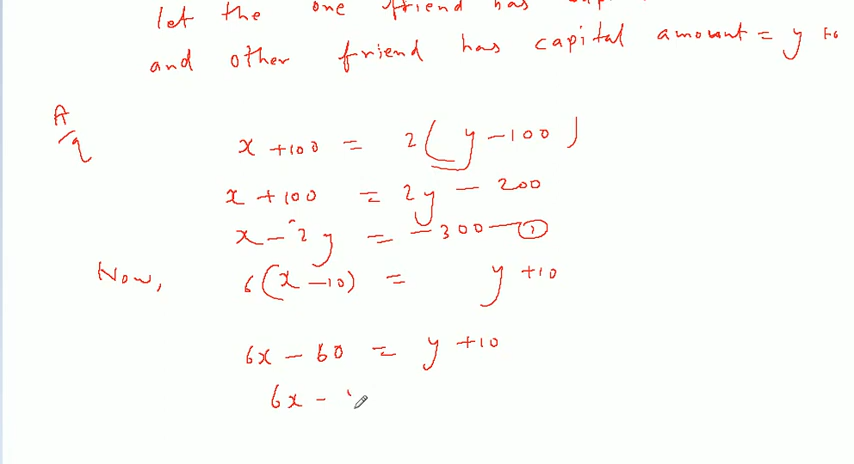 let the one friend has
and other friend has capital amount = y
A/q
x + 100 = 2(y - 100)
x + 100 = 2y - 200
x - 2y = - 300 — ①
Now, 6(x - 10) = y + 10
6x - 60 = y + 10
6x -